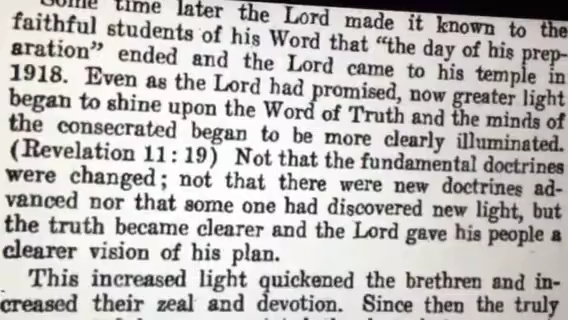 Some time later the Lord made it known to the
faithful students of his Word that “the day of his prep-
aration” ended and the Lord came to his temple in
1918. Even as the Lord had promised, now greater light
began to shine upon the Word of Truth and the minds of
the consecrated began to be more clearly illuminated.
(Revelation 11:19) Not that the fundamental doctrines
were changed; not that there were new doctrines ad-
vanced nor that some one had discovered new light, but
the truth became clearer and the Lord gave his people a
clearer vision of his plan.
This increased light quickened the brethren and in-
creased their zeal and devotion. Since then the truly